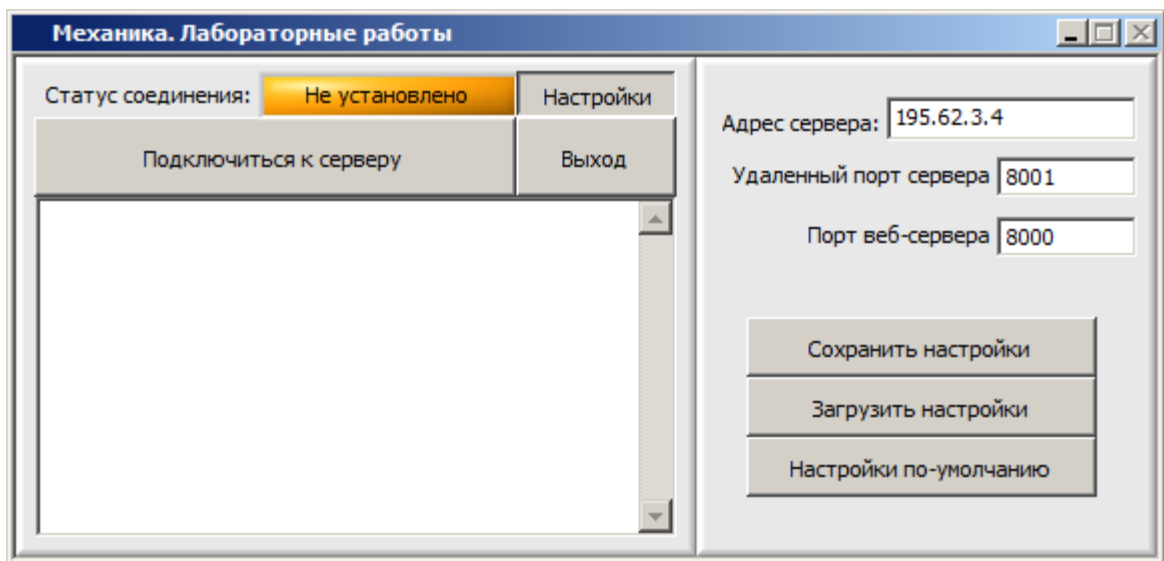 Механика. Лабораторные работы
Статус соединения: Не установлено Настройки
Подключиться к серверу Выход
Адрес сервера: 195.62.3.4
Удаленный порт сервера 8001
Порт веб-сервера 8000
Сохранить настройки
Загрузить настройки
Настройки по-умолчанию